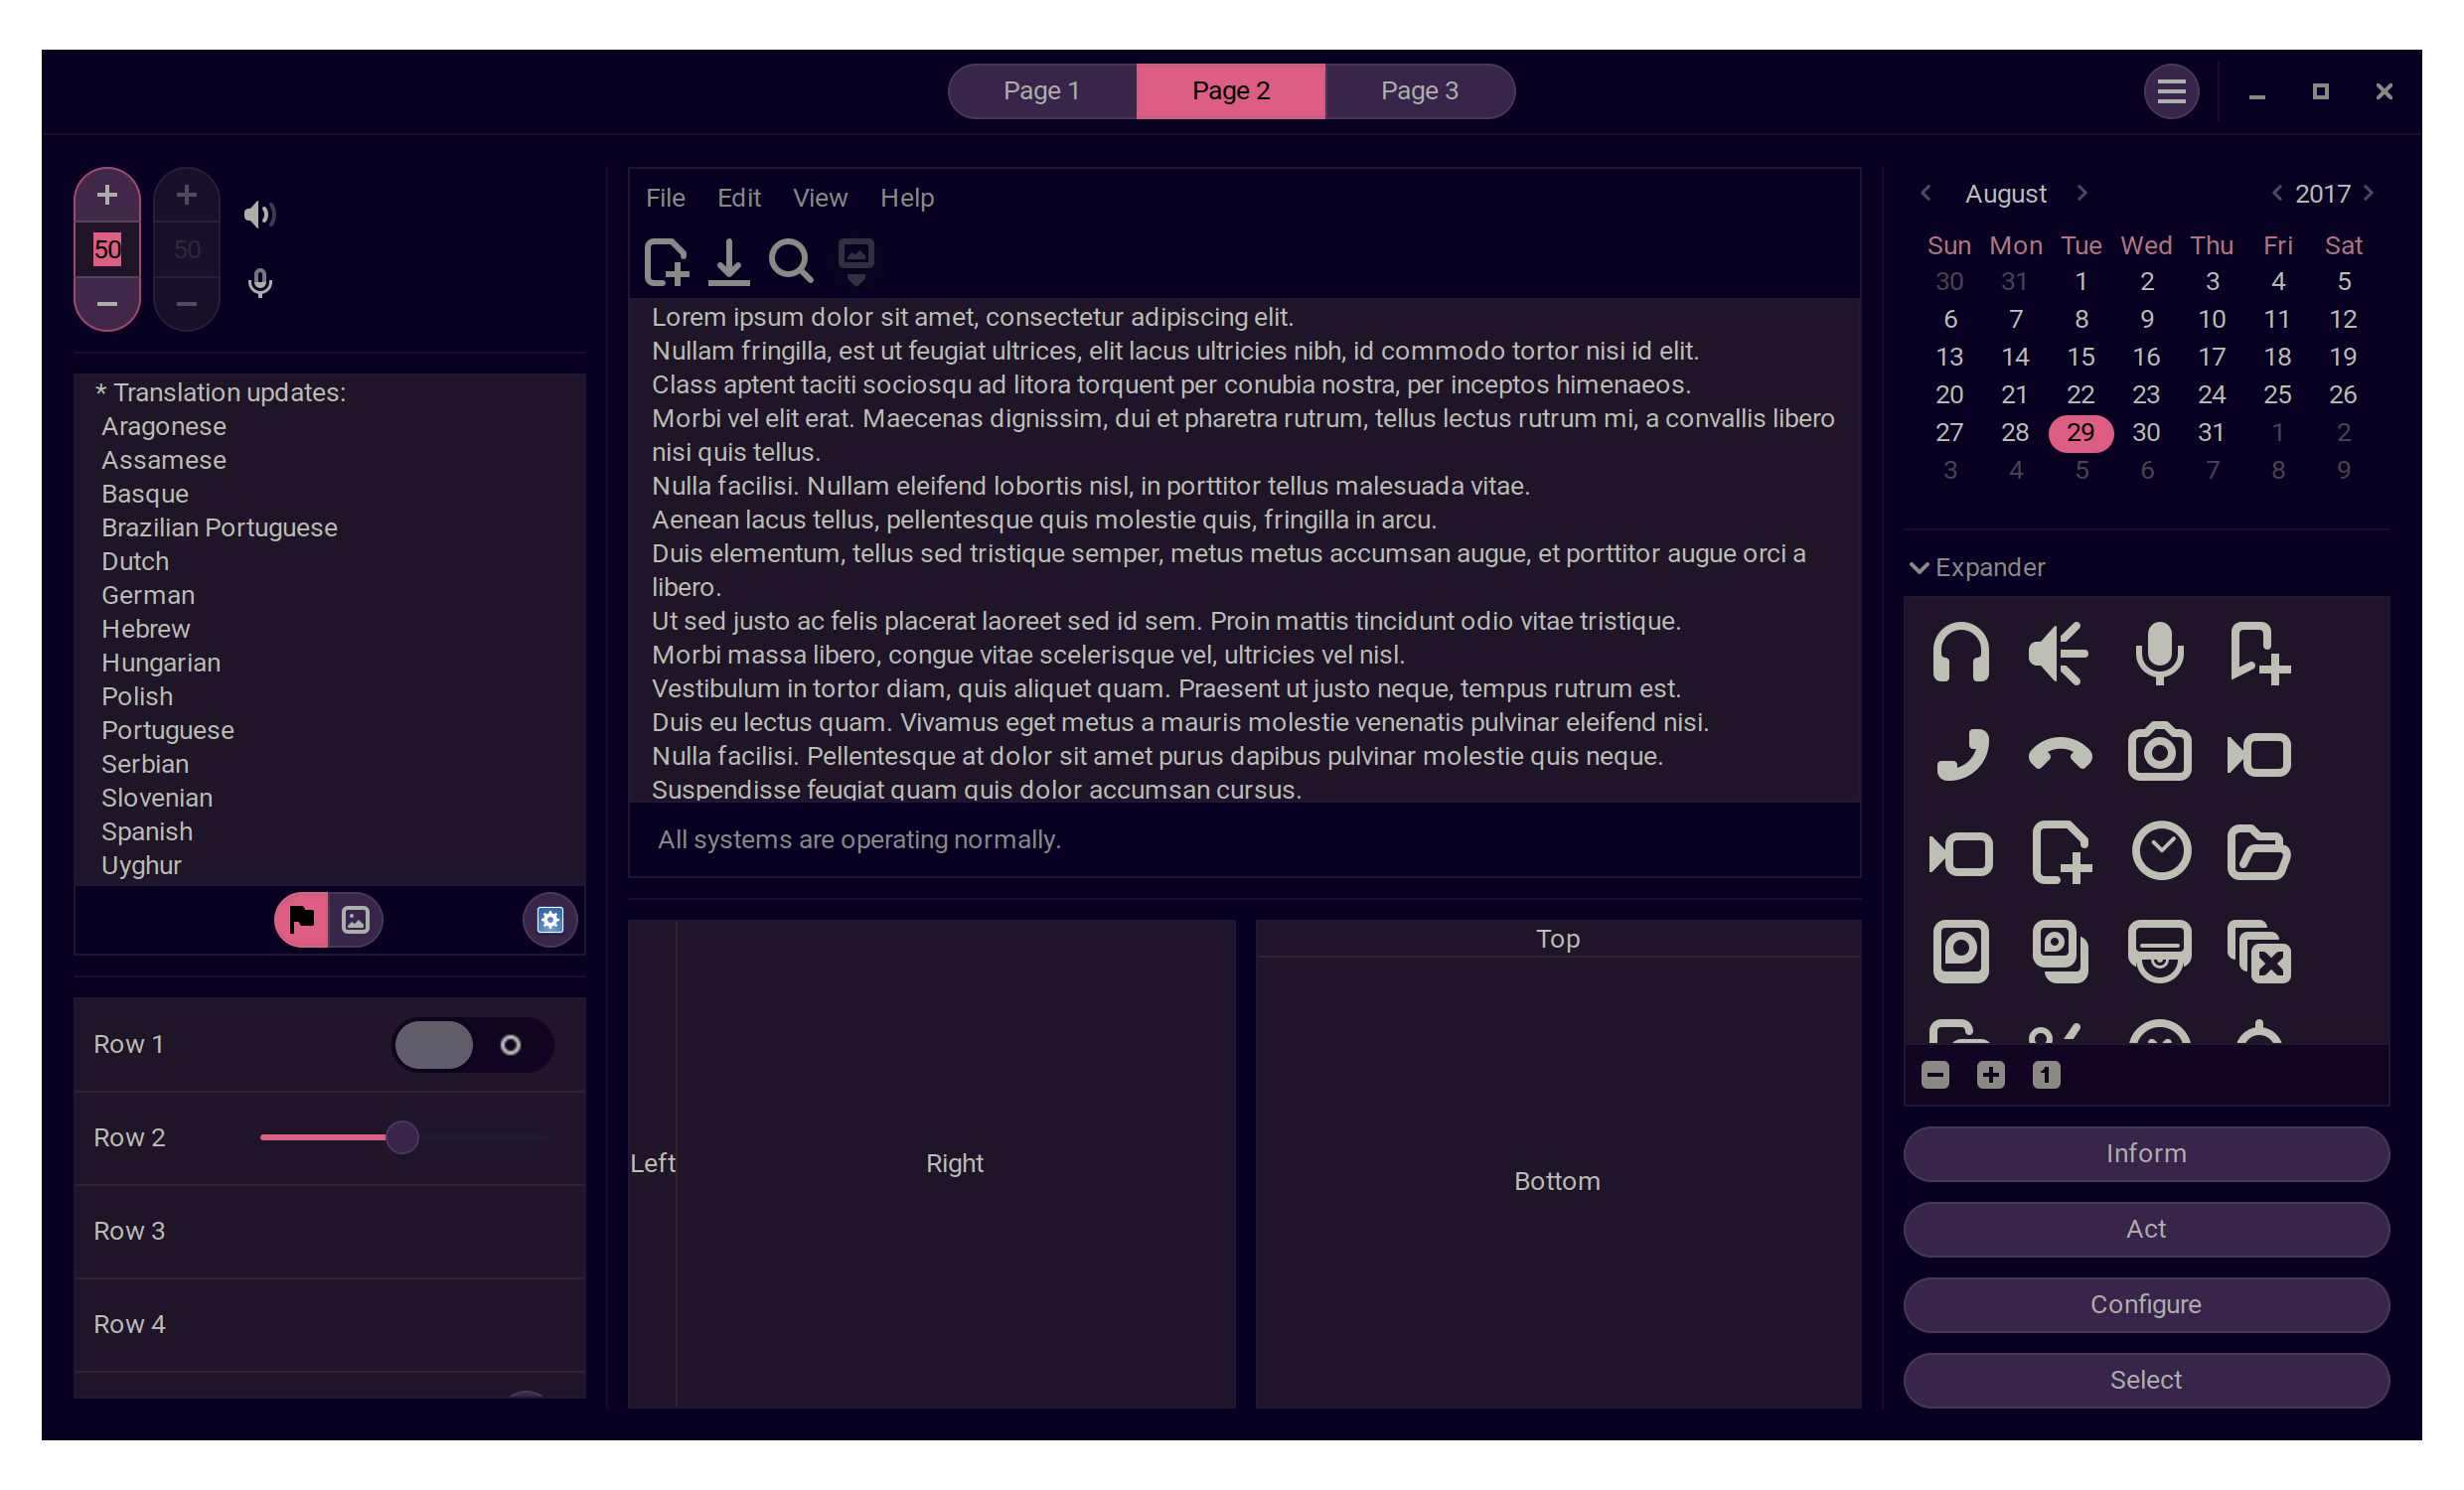 Page 1 Page 2 Page 3
50 50
* Translation updates:
Aragonese
Assamese
Basque
Brazilian Portuguese
Dutch
German
Hebrew
Hungarian
Polish
Portuguese
Serbian
Slovenian
Spanish
Uyghur
Row 1
Row 2
Row 3
Row 4
File Edit View Help
Lorem ipsum dolor sit amet, consectetur adipiscing elit.
Nullam fringilla, est ut feugiat ultrices, elit lacus ultricies nibh, id commodo tortor nisi id elit.
Class aptent taciti sociosqu ad litora torquent per conubia nostra, per inceptos himenaeos.
Morbi vel elit erat. Maecenas dignissim, dui et pharetra rutrum, tellus lectus rutrum mi, a convallis libero
nisi quis tellus.
Nulla facilisi. Nullam eleifend lobortis nisl, in porttitor tellus malesuada vitae.
Aenean lacus tellus, pellentesque quis molestie quis, fringilla in arcu.
Duis elementum, tellus sed tristique semper, metus metus accumsan augue, et porttitor augue orci a
libero.
Ut sed justo ac felis placerat laoreet sed id sem. Proin mattis tincidunt odio vitae tristique.
Morbi massa libero, congue vitae scelerisque vel, ultricies vel nisl.
Vestibulum in tortor diam, quis aliquet quam. Praesent ut justo neque, tempus rutrum est.
Duis eu lectus quam. Vivamus eget metus a mauris molestie venenatis pulvinar eleifend nisi.
Nulla facilisi. Pellentesque at dolor sit amet purus dapibus pulvinar molestie quis neque.
Suspendisse feugiat quam quis dolor accumsan cursus.
All systems are operating normally.
Left
Right
Top
Bottom
August 2017
Sun Mon Tue Wed Thu Fri Sat
30 31 1 2 3 4 5
6 7 8 9 10 11 12
13 14 15 16 17 18 19
20 21 22 23 24 25 26
27 28 29 30 31 1 2
3 4 5 6 7 8 9
Expander
1
Inform
Act
Configure
Select